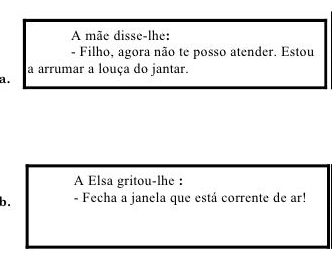 A mãe disse-lhe:
- Filho, agora não te posso atender. Estou
a arrumar a louça do jantar.
a.
A Elsa gritou-lhe :
- Fecha a janela que está corrente de ar!
b.